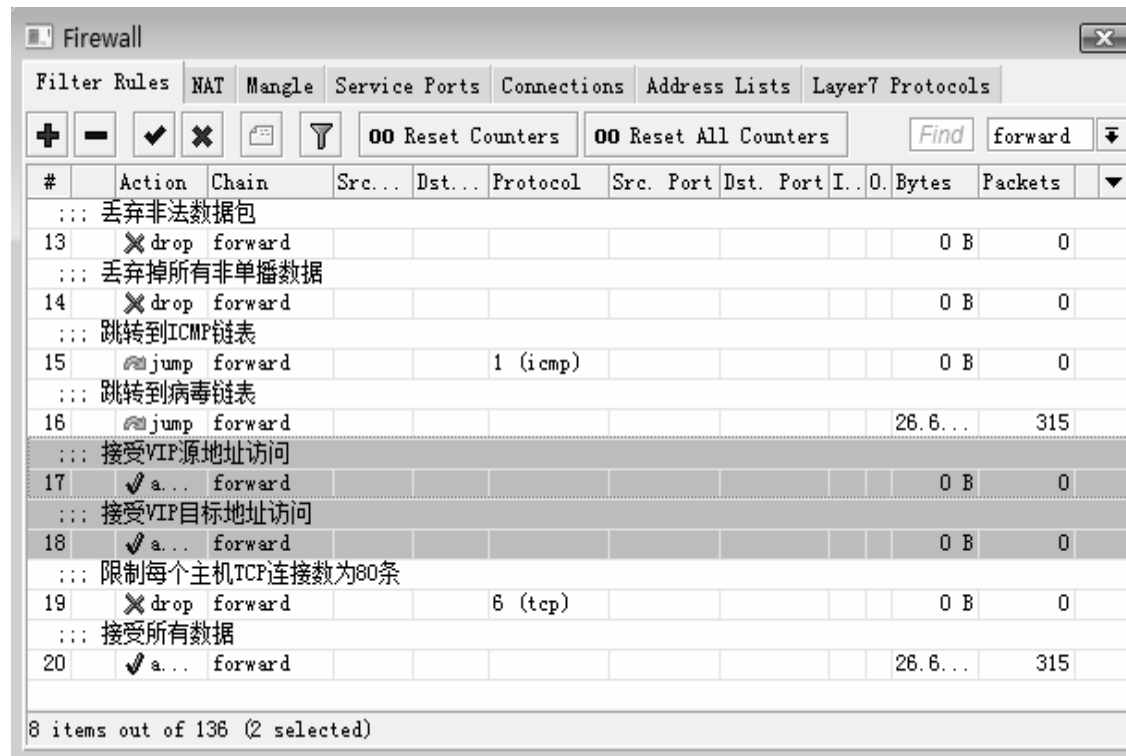 Firewall
Filter Rules NAT Mangle Service Ports Connections Address Lists Layer7 Protocols
00 Reset Counters 00 Reset All Counters Find forward
# Action Chain Src... Dst... Protocol Src. Port Dst. Port I.. O. Bytes Packets
;;; 丢弃非法数据包
13 drop forward 0 B 0
;;; 丢弃掉所有非单播数据
14 drop forward 0 B 0
;;; 跳转到ICMP链表
15 jump forward 1 (icmp) 0 B 0
;;; 跳转到病毒链表
16 jump forward 26.6... 315
;;; 接受VIP源地址访问
17 a... forward 0 B 0
;;; 接受VIP目标地址访问
18 a... forward 0 B 0
;;; 限制每个主机TCP连接数为80条
19 drop forward 6 (tcp) 0 B 0
;;; 接受所有数据
20 a... forward 26.6... 315
8 items out of 136 (2 selected)